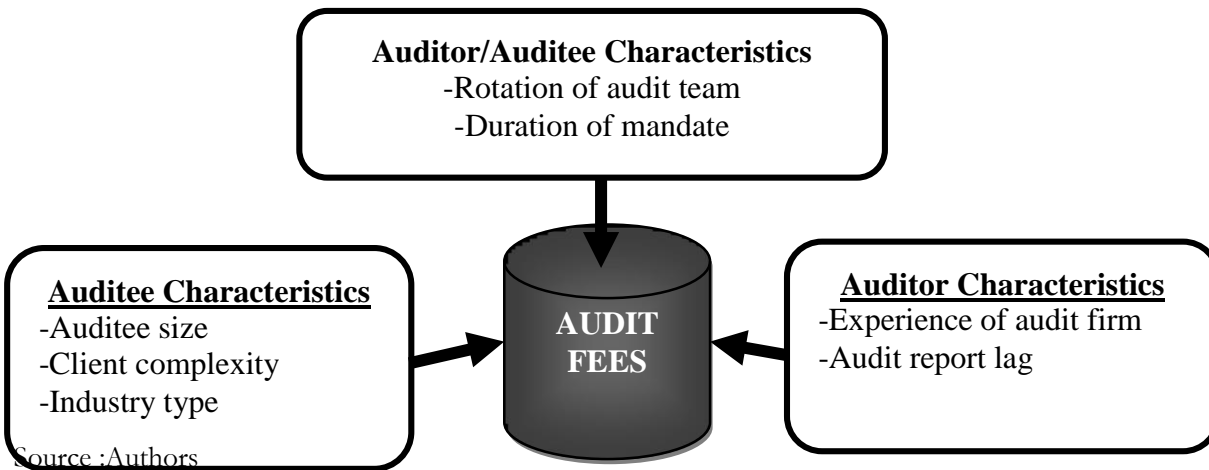 Auditor/Auditee Characteristics
-Rotation of audit team
-Duration of mandate
Auditee Characteristics
-Auditee size
-Client complexity
-Industry type
AUDIT
FEES
Auditor Characteristics
-Experience of audit firm
-Audit report lag
Source :Authors